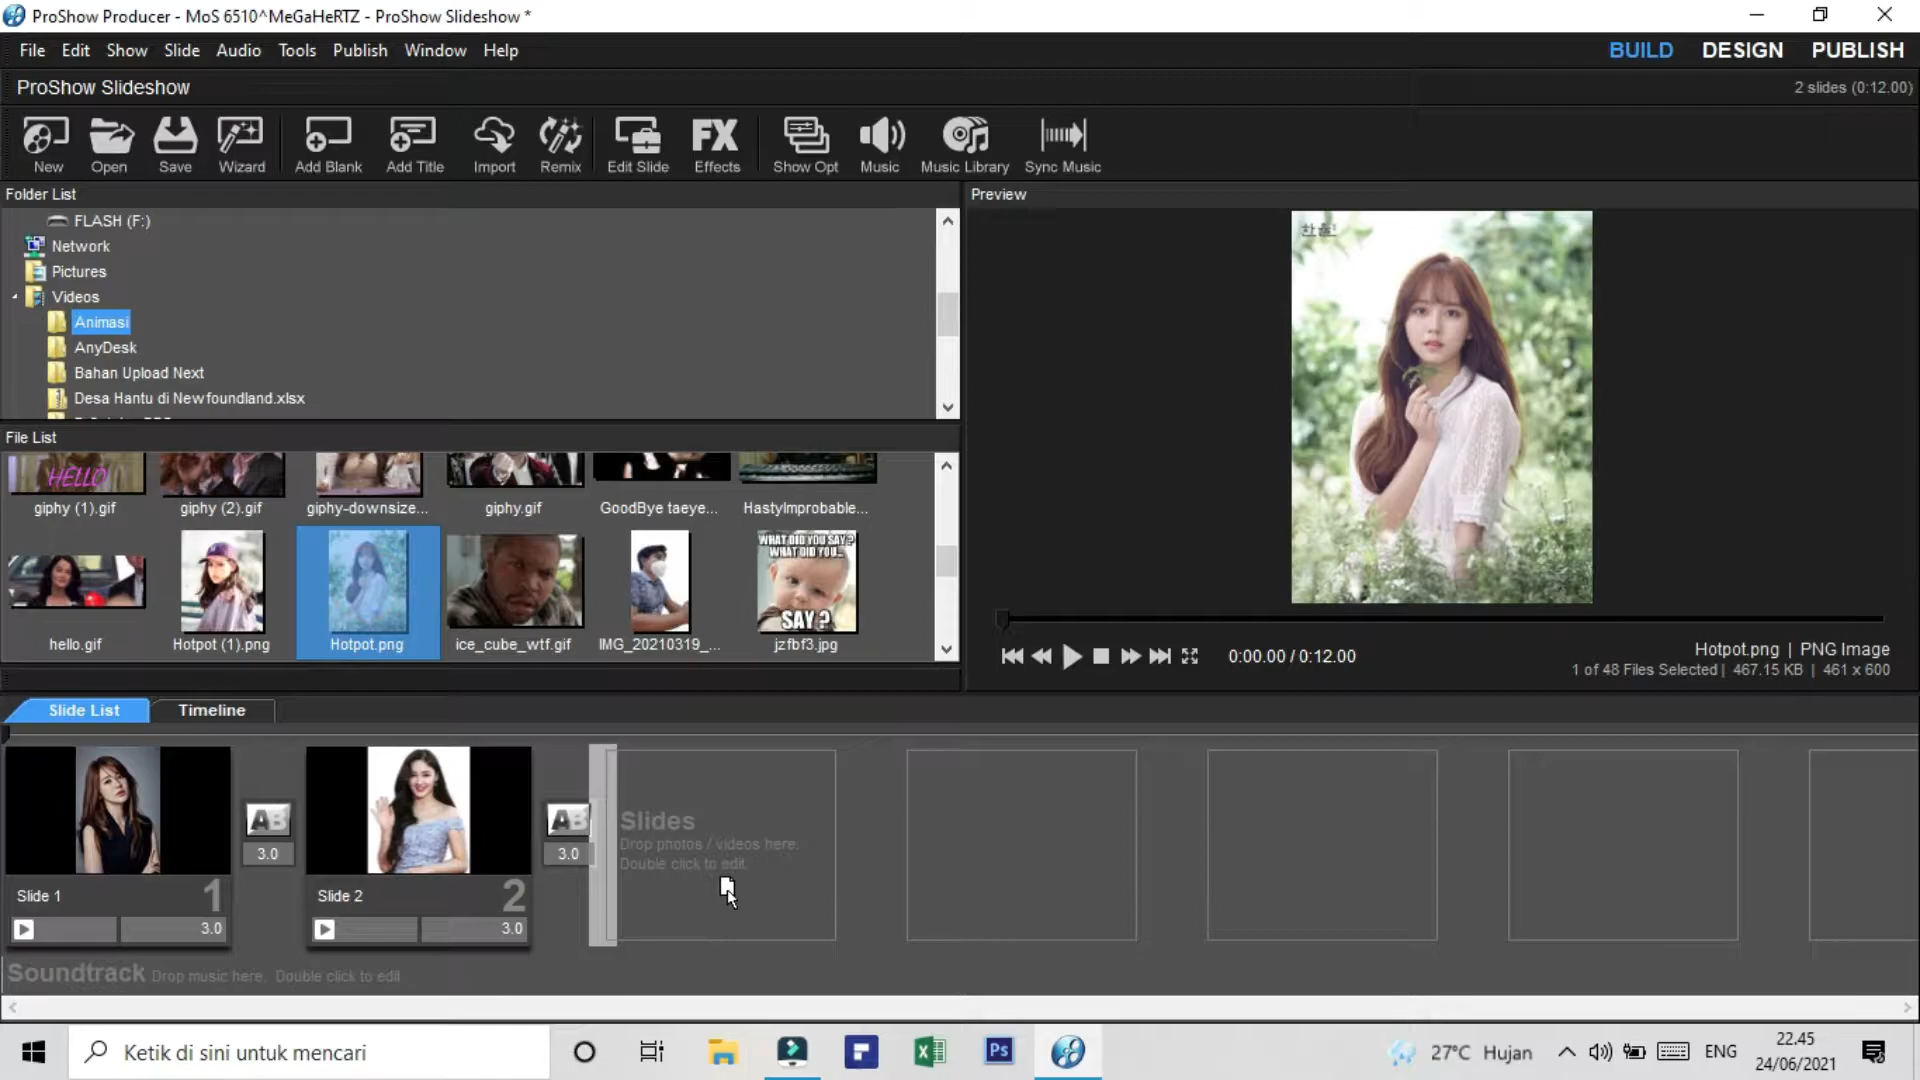 ProShow Producer - MoS 6510^MeGaHeRTZ - ProShow Slideshow *
File Edit Show Slide Audio Tools Publish Window Help
BUILD DESIGN PUBLISH
ProShow Slideshow
2 slides (0:12.00)
New Open Save Wizard Add Blank Add Title Import Remix Edit Slide FX Effects Show Opt Music Music Library Sync Music
Folder List
FLASH (F:)
Network
Pictures
Videos
Animasi
AnyDesk
Bahan Upload Next
Desa Hantu di Newfoundland.xlsx
Preview
한율
File List
HELLO
giphy (1).gif giphy (2).gif giphy-downsize... giphy.gif GoodBye taeye... HastyImprobable...
WHAT DID YOU SAY?
WHAT DID YOU...
SAY?
hello.gif Hotpot (1).png Hotpot.png ice_cube_wtf.gif IMG_20210319_... jzfbf3.jpg
0:00.00 / 0:12.00
Hotpot.png | PNG Image
1 of 48 Files Selected | 467.15 KB | 461 x 600
Slide List Timeline
AB
3.0
AB
3.0
Slide 1 1
3.0
Slide 2 2
3.0
Slides
Drop photos / videos here.
Double click to edit.
Soundtrack Drop music here. Double click to edit
Ketik di sini untuk mencari
Ps
27°C Hujan
ENG
22.45
24/06/2021